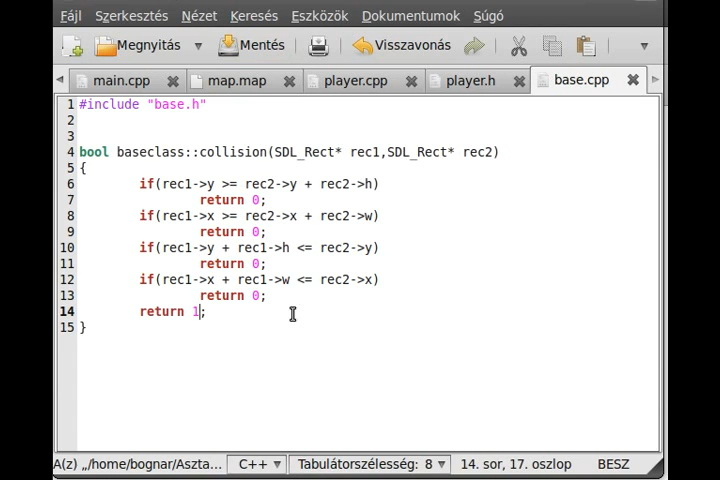 Fájl Szerkesztés Nézet Keresés Eszközök Dokumentumok Súgó
Megnyitás Mentés Visszavonás
main.cpp map.map player.cpp player.h base.cpp
1 #include "base.h"
2
3
4 bool baseclass::collision(SDL_Rect* rec1,SDL_Rect* rec2)
5 {
6 if(rec1->y >= rec2->y + rec2->h)
7 return 0;
8 if(rec1->x >= rec2->x + rec2->w)
9 return 0;
10 if(rec1->y + rec1->h <= rec2->y)
11 return 0;
12 if(rec1->x + rec1->w <= rec2->x)
13 return 0;
14 return 1;
15 }
A(z) „/home/bognar/Aszta... C++ Tabulátorszélesség: 8 14. sor, 17. oszlop BESZ